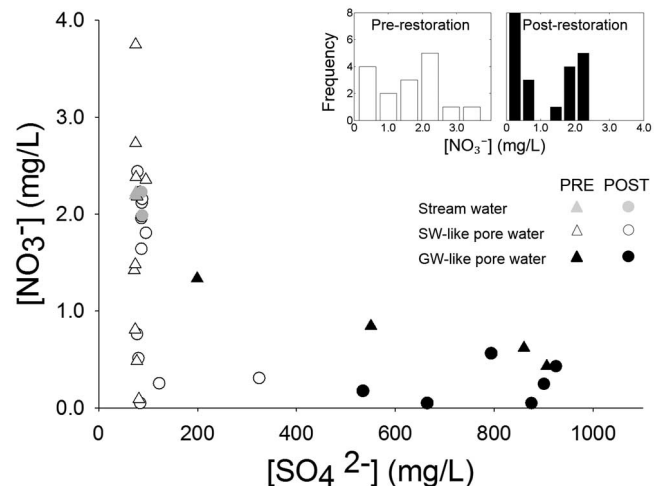 4.0
3.0
2.0
1.0
0.0
[NO₃⁻] (mg/L)
0
200
400
600
800
1000
[SO₄ ²⁻] (mg/L)
Pre-restoration
Post-restoration
Frequency
8
6
4
2
0
0.0 1.0 2.0 3.0
0.0 1.0 2.0 3.0 4.0
[NO₃⁻] (mg/L)
PRE POST
Stream water
SW-like pore water
GW-like pore water